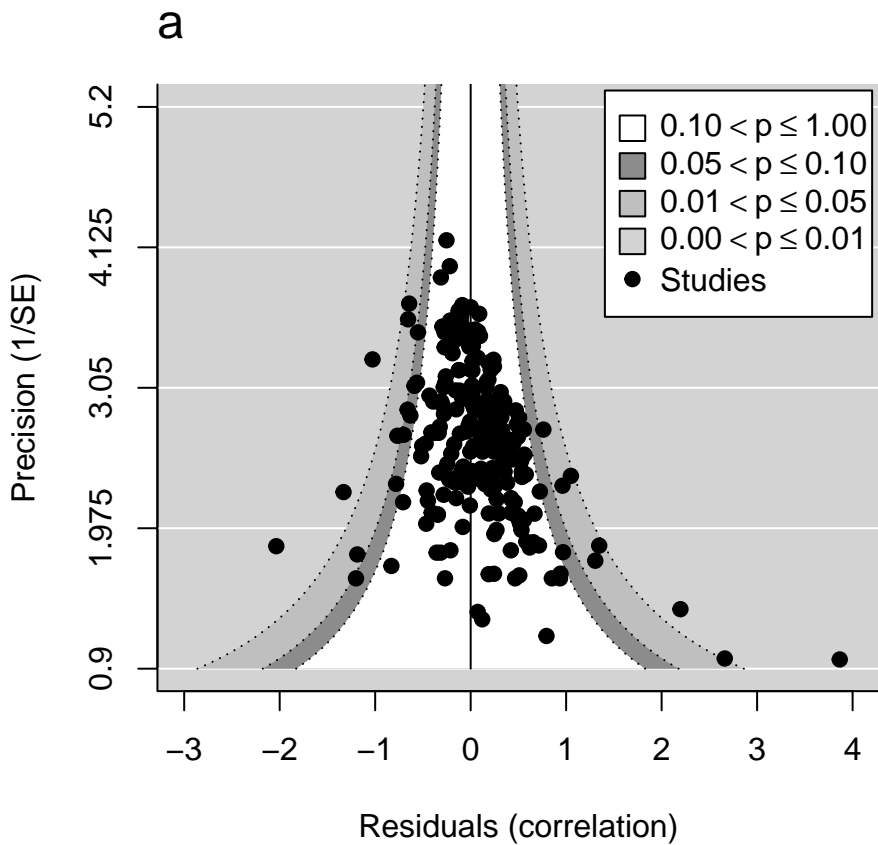 a
5.2
4.125
3.05
1.975
0.9
Precision (1/SE)
0.10 < p ≤ 1.00
0.05 < p ≤ 0.10
0.01 < p ≤ 0.05
0.00 < p ≤ 0.01
Studies
−3 −2 −1 0 1 2 3 4
Residuals (correlation)